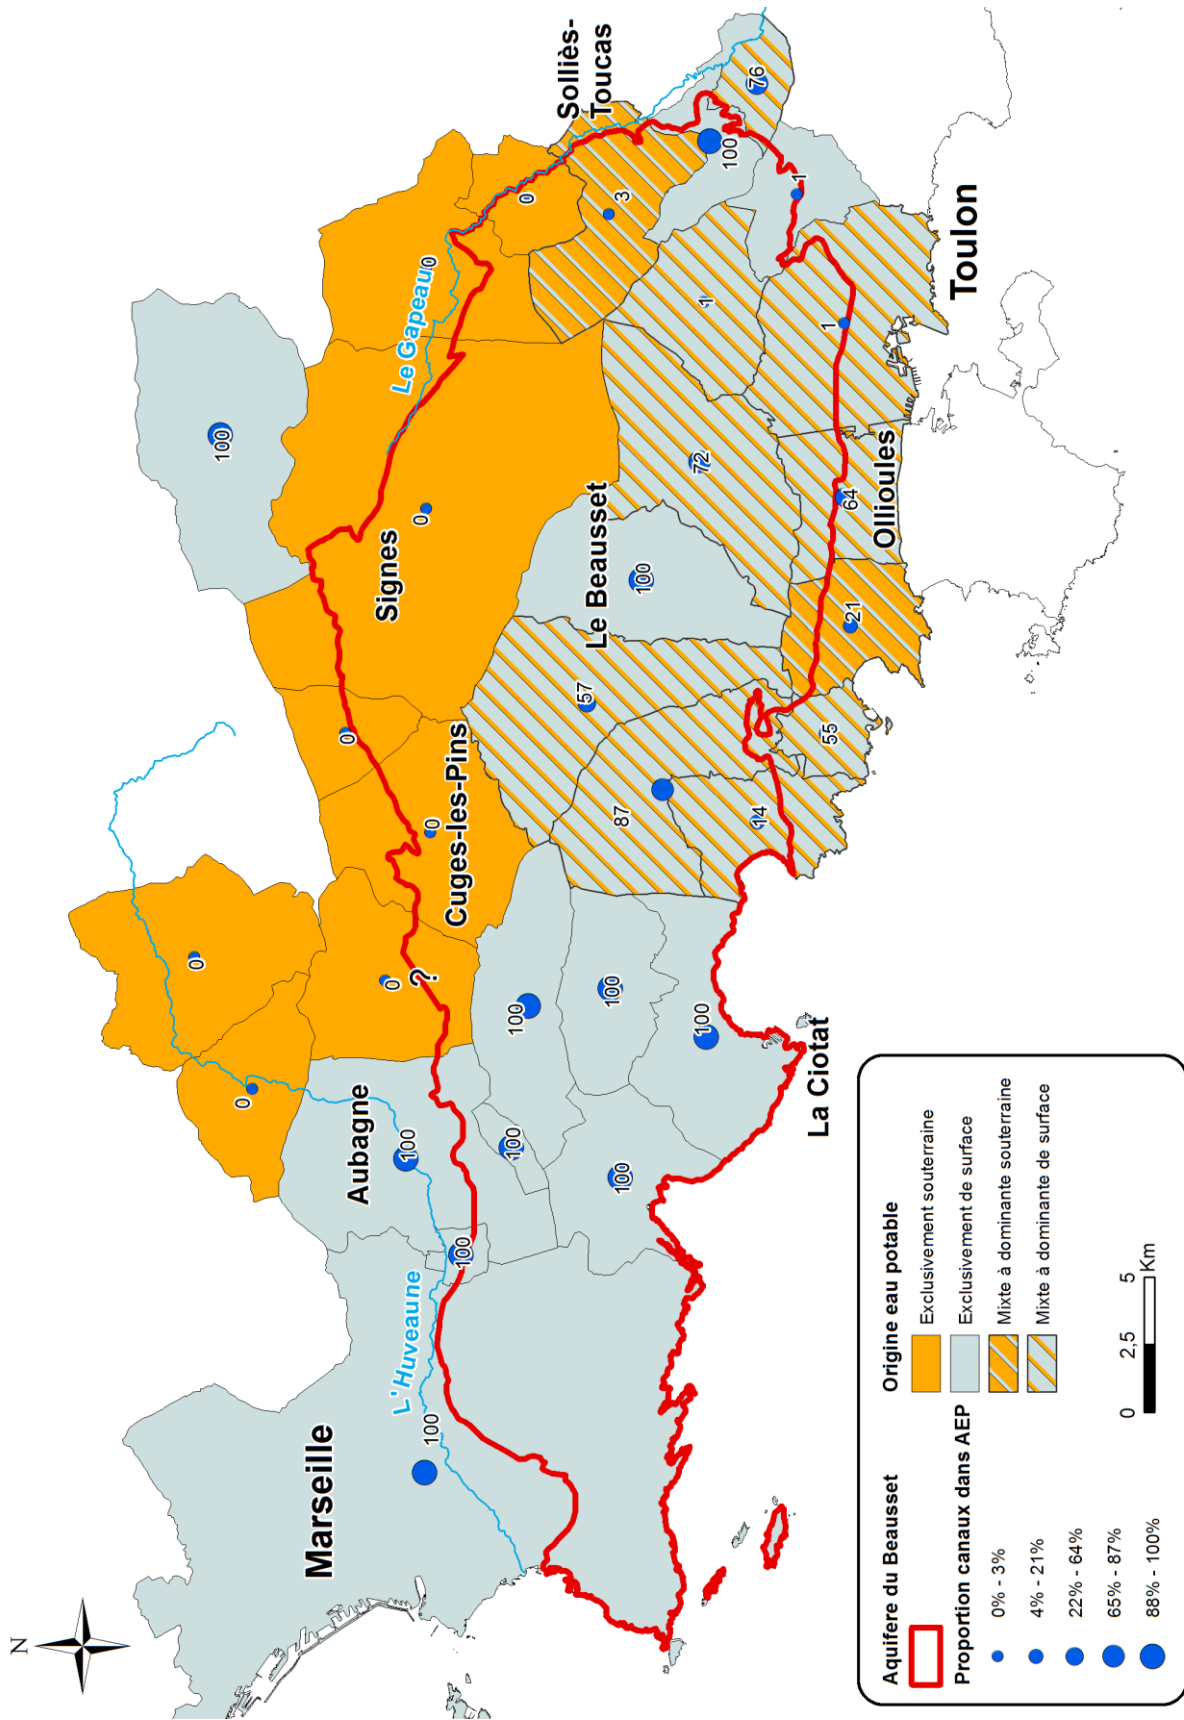 N
Marseille
100
L'Huveaune
100
Aubagne
100
100
100
100
100
100
La Ciotat
0
0
0
?
Cuges-les-Pins
0
0
100
Signes
0
Le Gapeau
0
0
Solliès-
Toucas
3
76
100
1
1
1
Toulon
72
64
Ollioules
Le Beausset
100
21
57
87
14
55
Aquifere du Beausset
Proportion canaux dans AEP
0% - 3%
4% - 21%
22% - 64%
65% - 87%
88% - 100%
Origine eau potable
Exclusivement souterraine
Exclusivement de surface
Mixte à dominante souterraine
Mixte à dominante de surface
0 2,5 5
Km